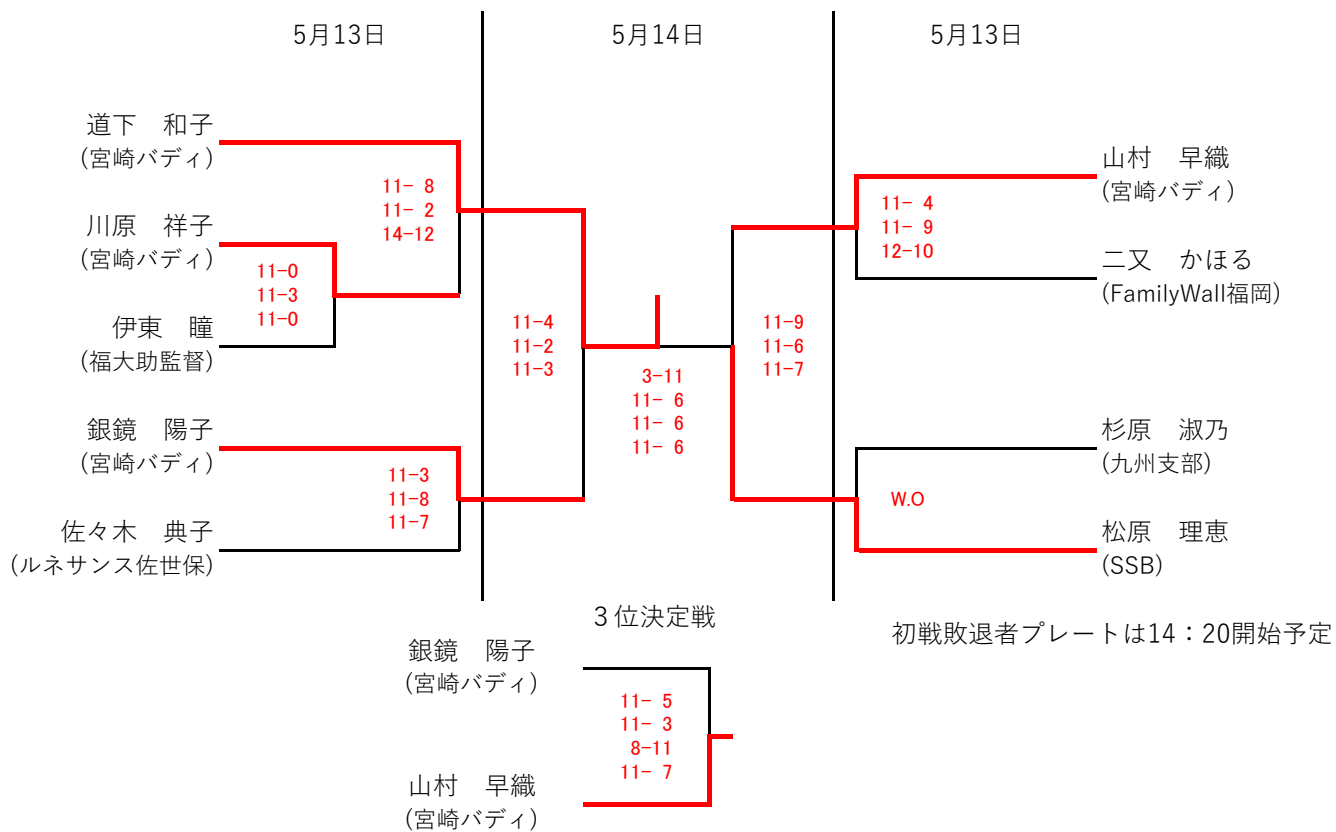 5月13日
5月14日
5月13日
道下　和子
(宮崎バディ)
川原　祥子
(宮崎バディ)
伊東　瞳
(福大助監督)
銀鏡　陽子
(宮崎バディ)
佐々木　典子
(ルネサンス佐世保)
11-0
11-3
11-0
11- 8
11- 2
14-12
11-3
11-8
11-7
11-4
11-2
11-3
3-11
11- 6
11- 6
11- 6
11-9
11-6
11-7
11- 4
11- 9
12-10
W.O
山村　早織
(宮崎バディ)
二又　かほる
(FamilyWall福岡)
杉原　淑乃
(九州支部)
松原　理恵
(SSB)
３位決定戦
初戦敗退者プレートは14：20開始予定
銀鏡　陽子
(宮崎バディ)
11- 5
11- 3
8-11
11- 7
山村　早織
(宮崎バディ)